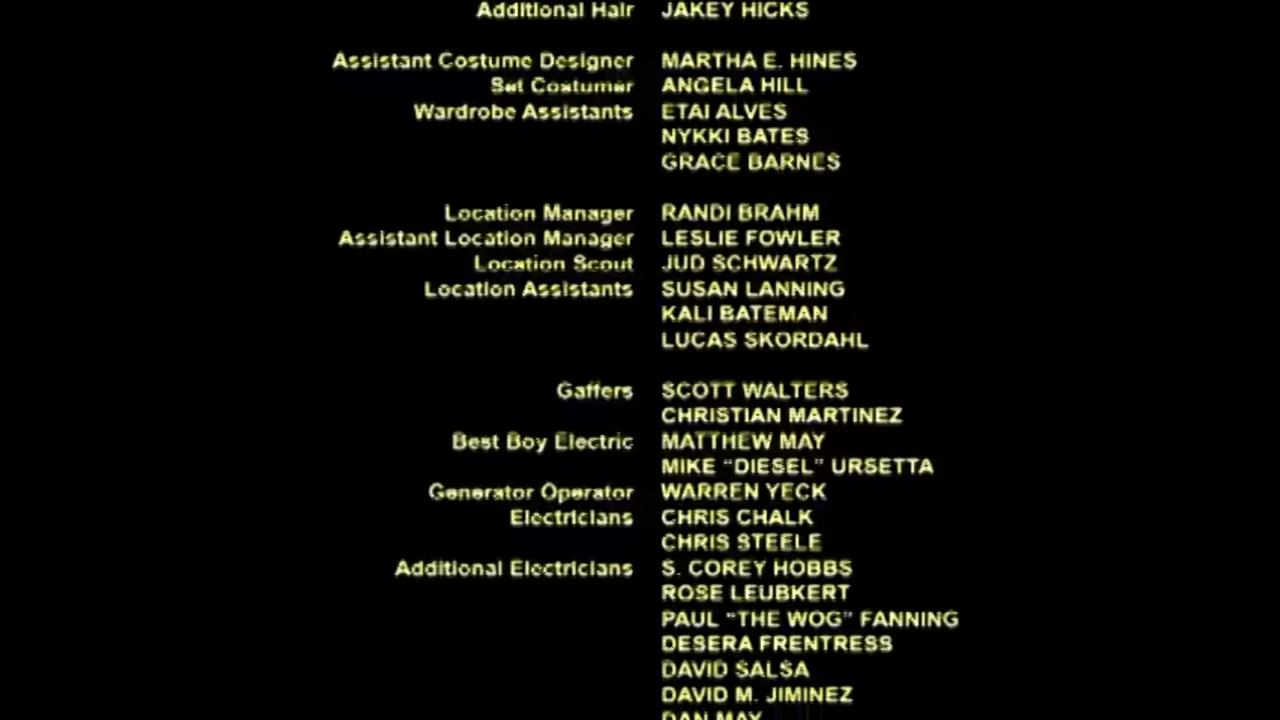 Additional Hair JAKEY HICKS
Assistant Costume Designer MARTHA E. HINES
Set Costumer ANGELA HILL
Wardrobe Assistants ETAI ALVES
NYKKI BATES
GRACE BARNES
Location Manager RANDI BRAHM
Assistant Location Manager LESLIE FOWLER
Location Scout JUD SCHWARTZ
Location Assistants SUSAN LANNING
KALI BATEMAN
LUCAS SKORDAHL
Gaffers SCOTT WALTERS
CHRISTIAN MARTINEZ
Best Boy Electric MATTHEW MAY
MIKE “DIESEL” URSETTA
Generator Operator WARREN YECK
Electricians CHRIS CHALK
CHRIS STEELE
Additional Electricians S. COREY HOBBS
ROSE LEUBKERT
PAUL “THE WOG” FANNING
DESERA FRENTRESS
DAVID SALSA
DAVID M. JIMINEZ
DAN MAY